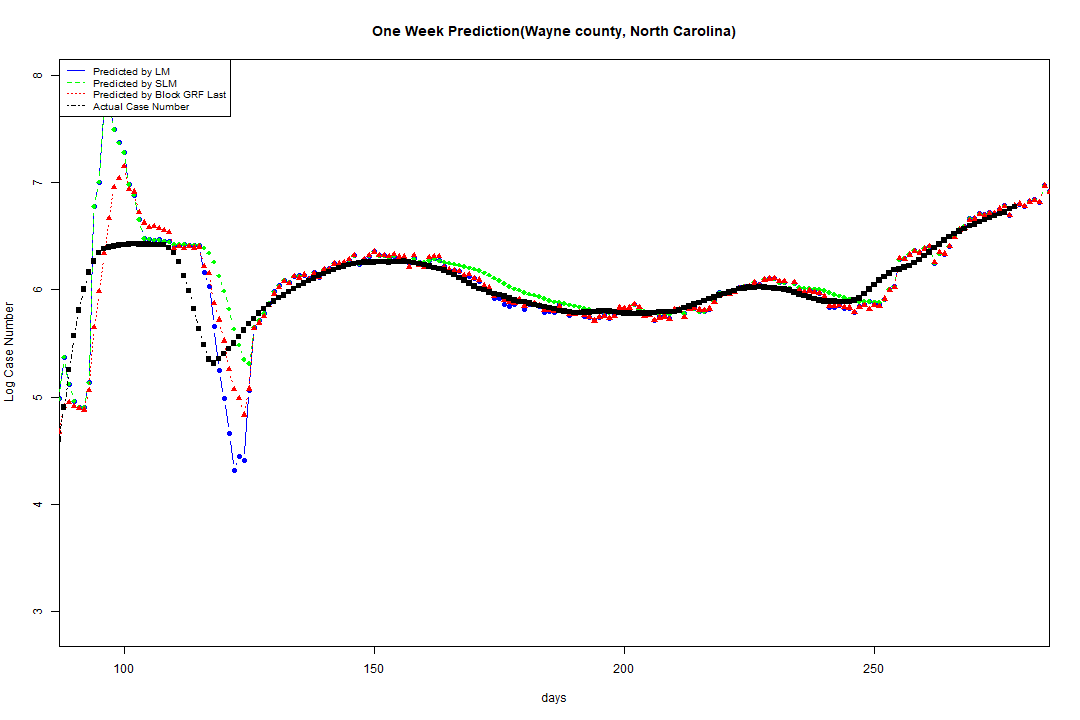 One Week Prediction(Wayne county, North Carolina)
Predicted by LM
Predicted by SLM
Predicted by Block GRF Last
Actual Case Number
8
7
6
5
4
3
Log Case Number
100 150 200 250
days